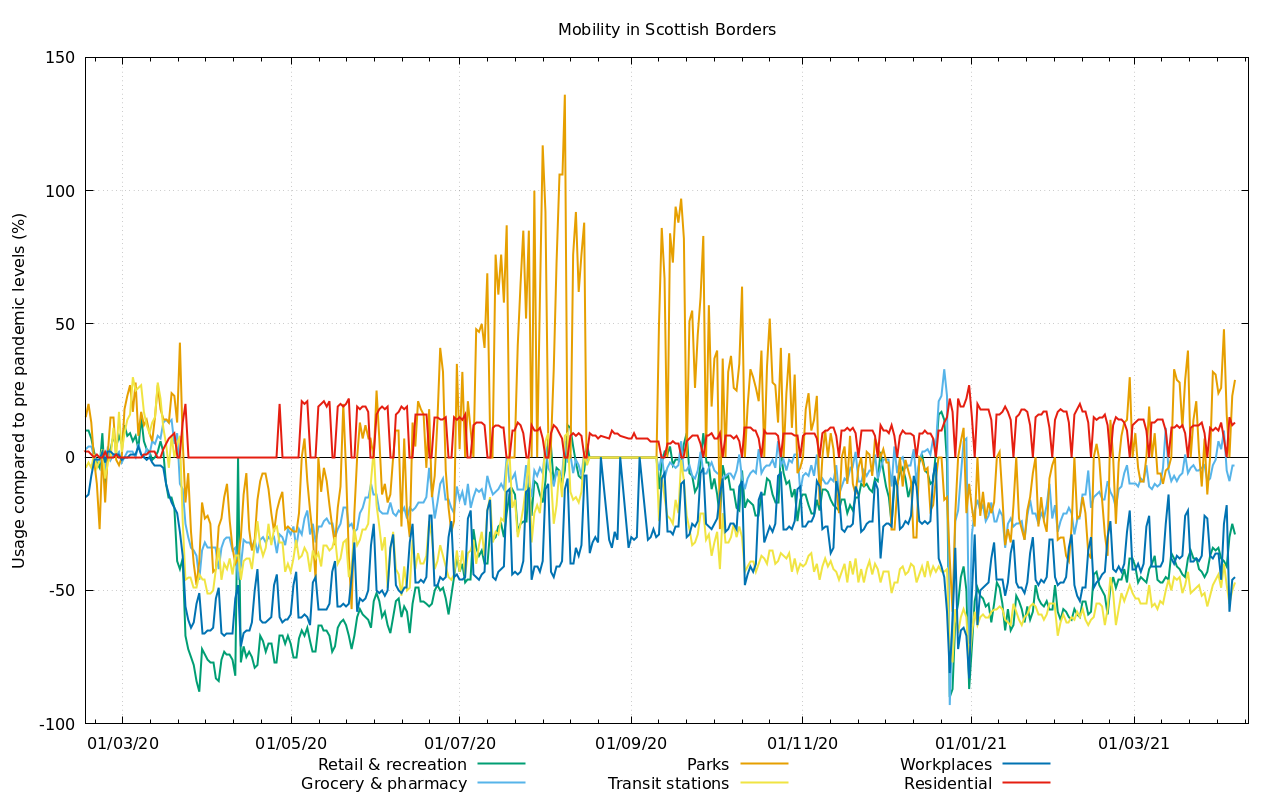 Mobility in Scottish Borders
Usage compared to pre pandemic levels (%)
150
100
50
0
-50
-100
01/03/20 01/05/20 01/07/20 01/09/20 01/11/20 01/01/21 01/03/21
Retail & recreation Parks Workplaces
Grocery & pharmacy Transit stations Residential